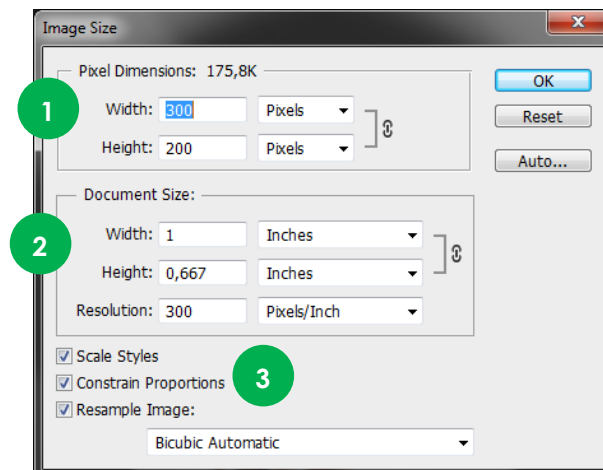 Image Size
Pixel Dimensions: 175,8K
OK
1
Width: 300 Pixels
Reset
Height: 200 Pixels
Auto...
Document Size:
2
Width: 1 Inches
Height: 0,667 Inches
Resolution: 300 Pixels/Inch
Scale Styles
3
Constrain Proportions
Resample Image:
Bicubic Automatic